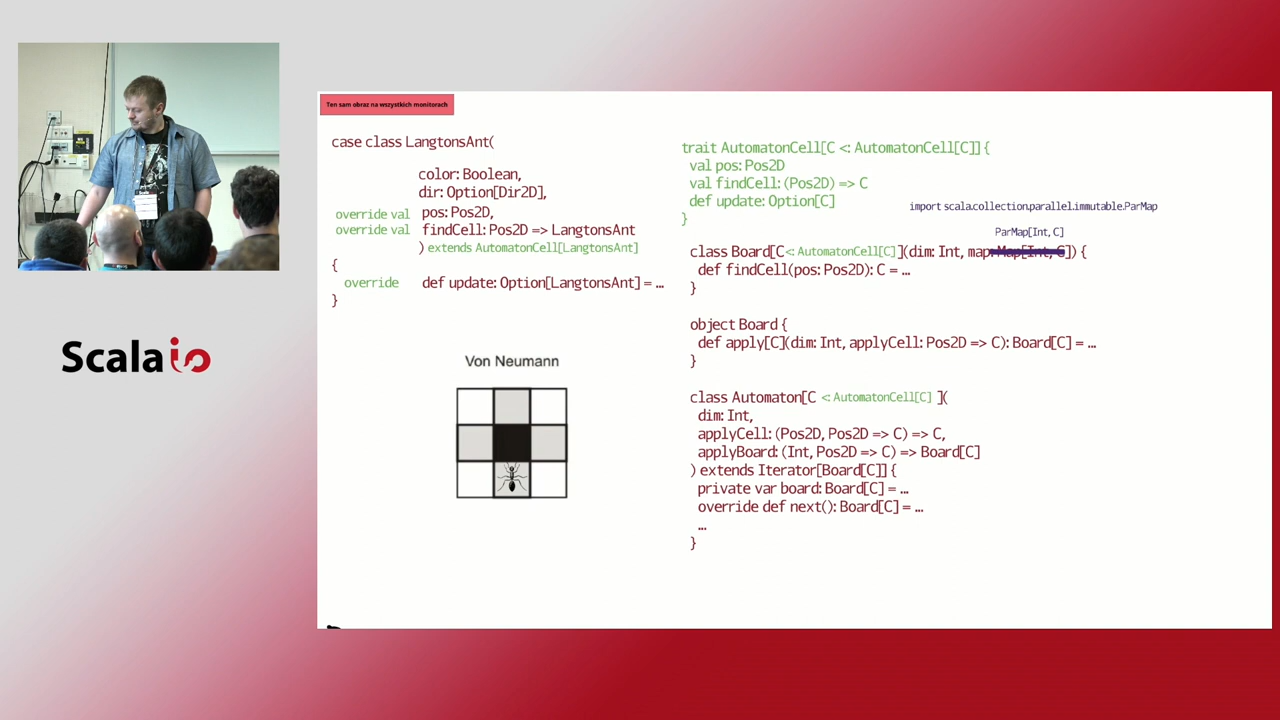 Ten sam obraz na wszystkich monitorach
case class LangtonsAnt(
color: Boolean,
dir: Option[Dir2D],
override val pos: Pos2D,
override val findCell: Pos2D => LangtonsAnt
) extends AutomatonCell[LangtonsAnt]
{
override def update: Option[LangtonsAnt] = ...
}
Von Neumann
trait AutomatonCell[C <: AutomatonCell[C]] {
val pos: Pos2D
val findCell: (Pos2D) => C
def update: Option[C]
}
import scala.collection.parallel.immutable.ParMap
ParMap[Int, C]
class Board[C <: AutomatonCell[C]](dim: Int, map: Map[Int, C]) {
def findCell(pos: Pos2D): C = ...
}
object Board {
def apply[C](dim: Int, applyCell: Pos2D => C): Board[C] = ...
}
class Automaton[C <: AutomatonCell[C] ](
dim: Int,
applyCell: (Pos2D, Pos2D => C) => C,
applyBoard: (Int, Pos2D => C) => Board[C]
) extends Iterator[Board[C]] {
private var board: Board[C] = ...
override def next(): Board[C] = ...
...
}
Scala io